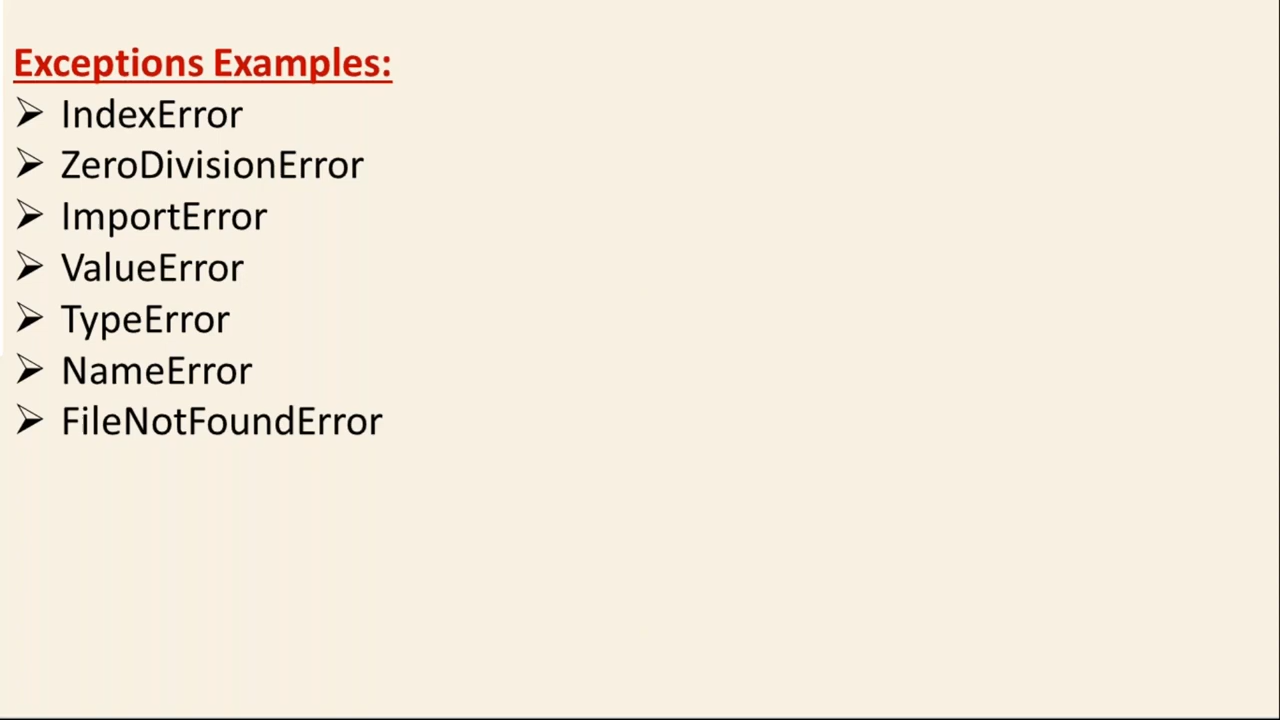 Exceptions Examples:
➢ IndexError
➢ ZeroDivisionError
➢ ImportError
➢ ValueError
➢ TypeError
➢ NameError
➢ FileNotFoundError